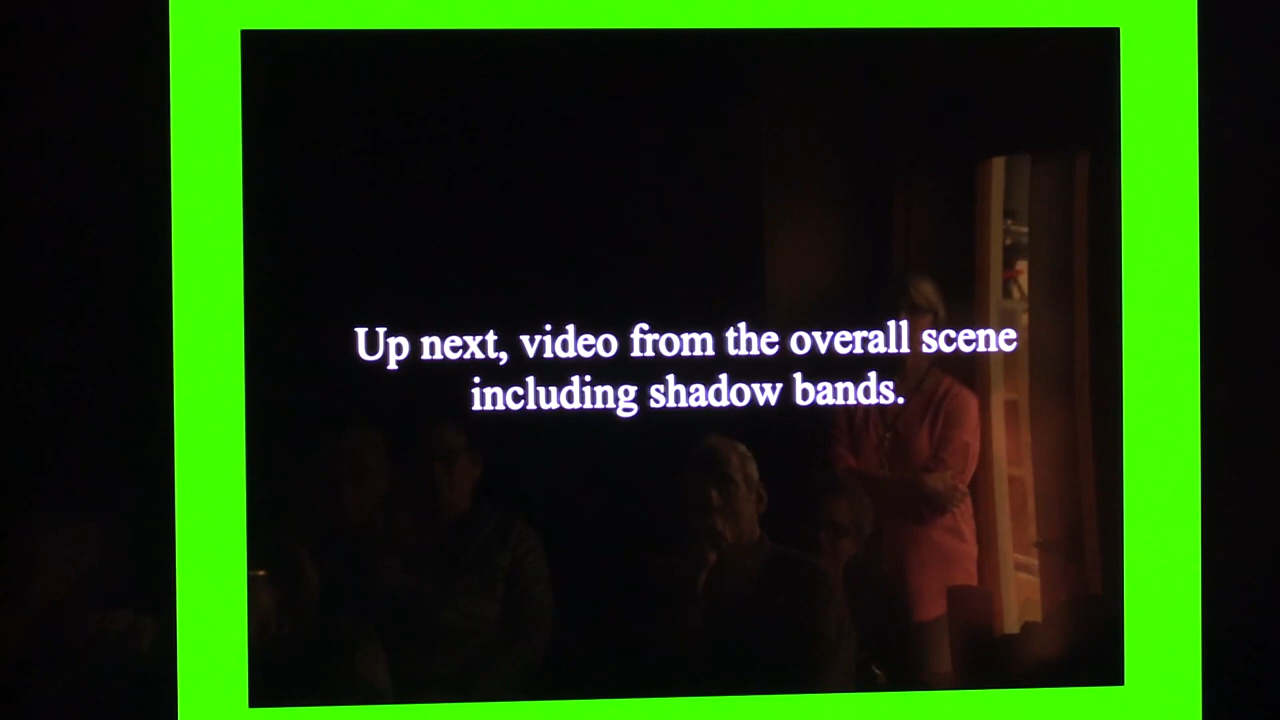 Up next, video from the overall scene
including shadow bands.